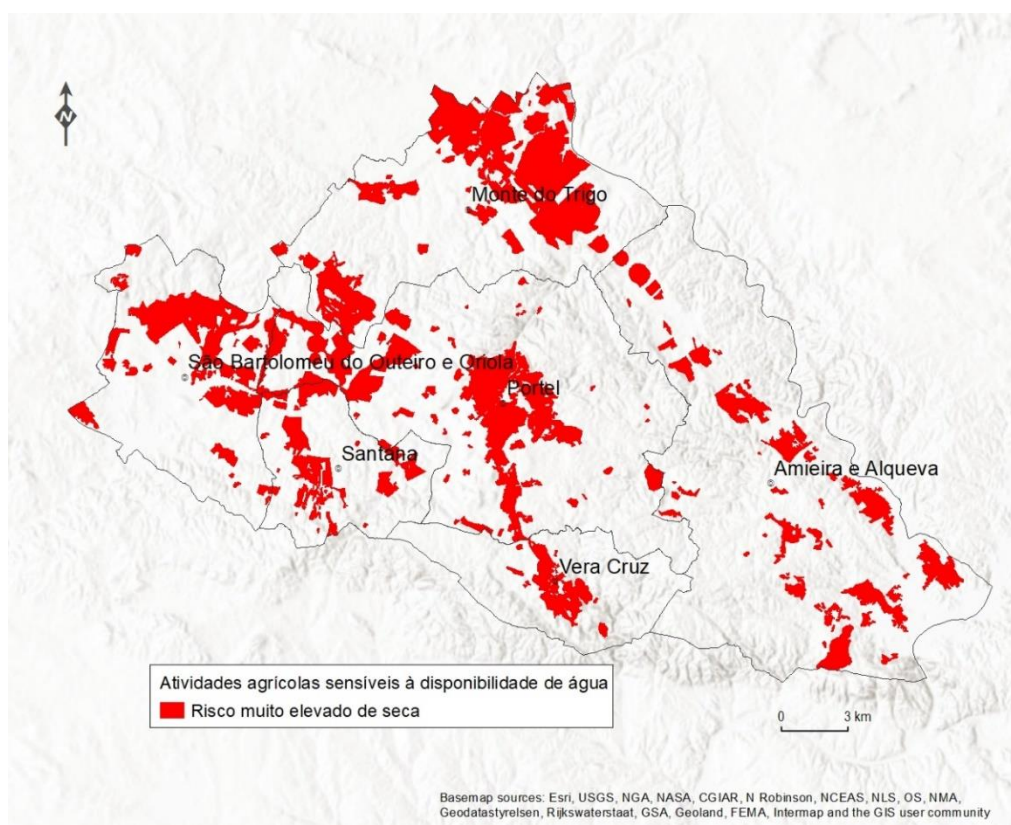 N
Monte do Trigo
São Bartolomeu do Outeiro e Oriola
Portel
Santana
Amieira e Alqueva
Vera Cruz
Atividades agrícolas sensíveis à disponibilidade de água
Risco muito elevado de seca
0 3 km
Basemap sources: Esri, USGS, NGA, NASA, CGIAR, N Robinson, NCEAS, NLS, OS, NMA,
Geodatastyrelsen, Rijkswaterstaat, GSA, Geoland, FEMA, Intermap and the GIS user community